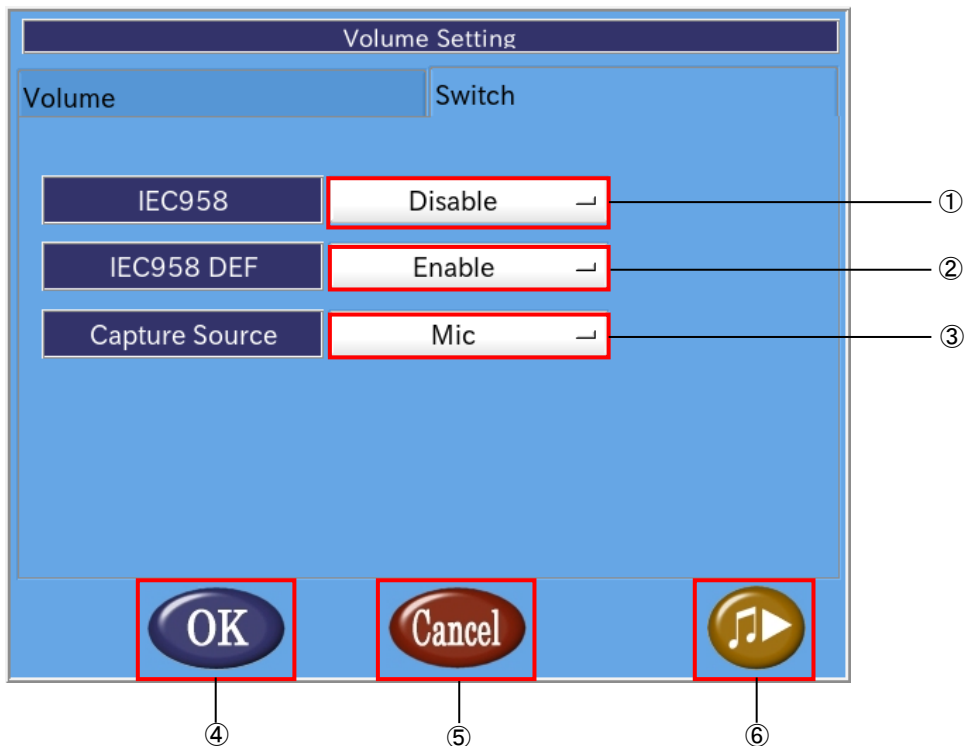 Volume Setting
Volume Switch
IEC958 Disable ①
IEC958 DEF Enable ②
Capture Source Mic ③
OK Cancel
④ ⑤ ⑥